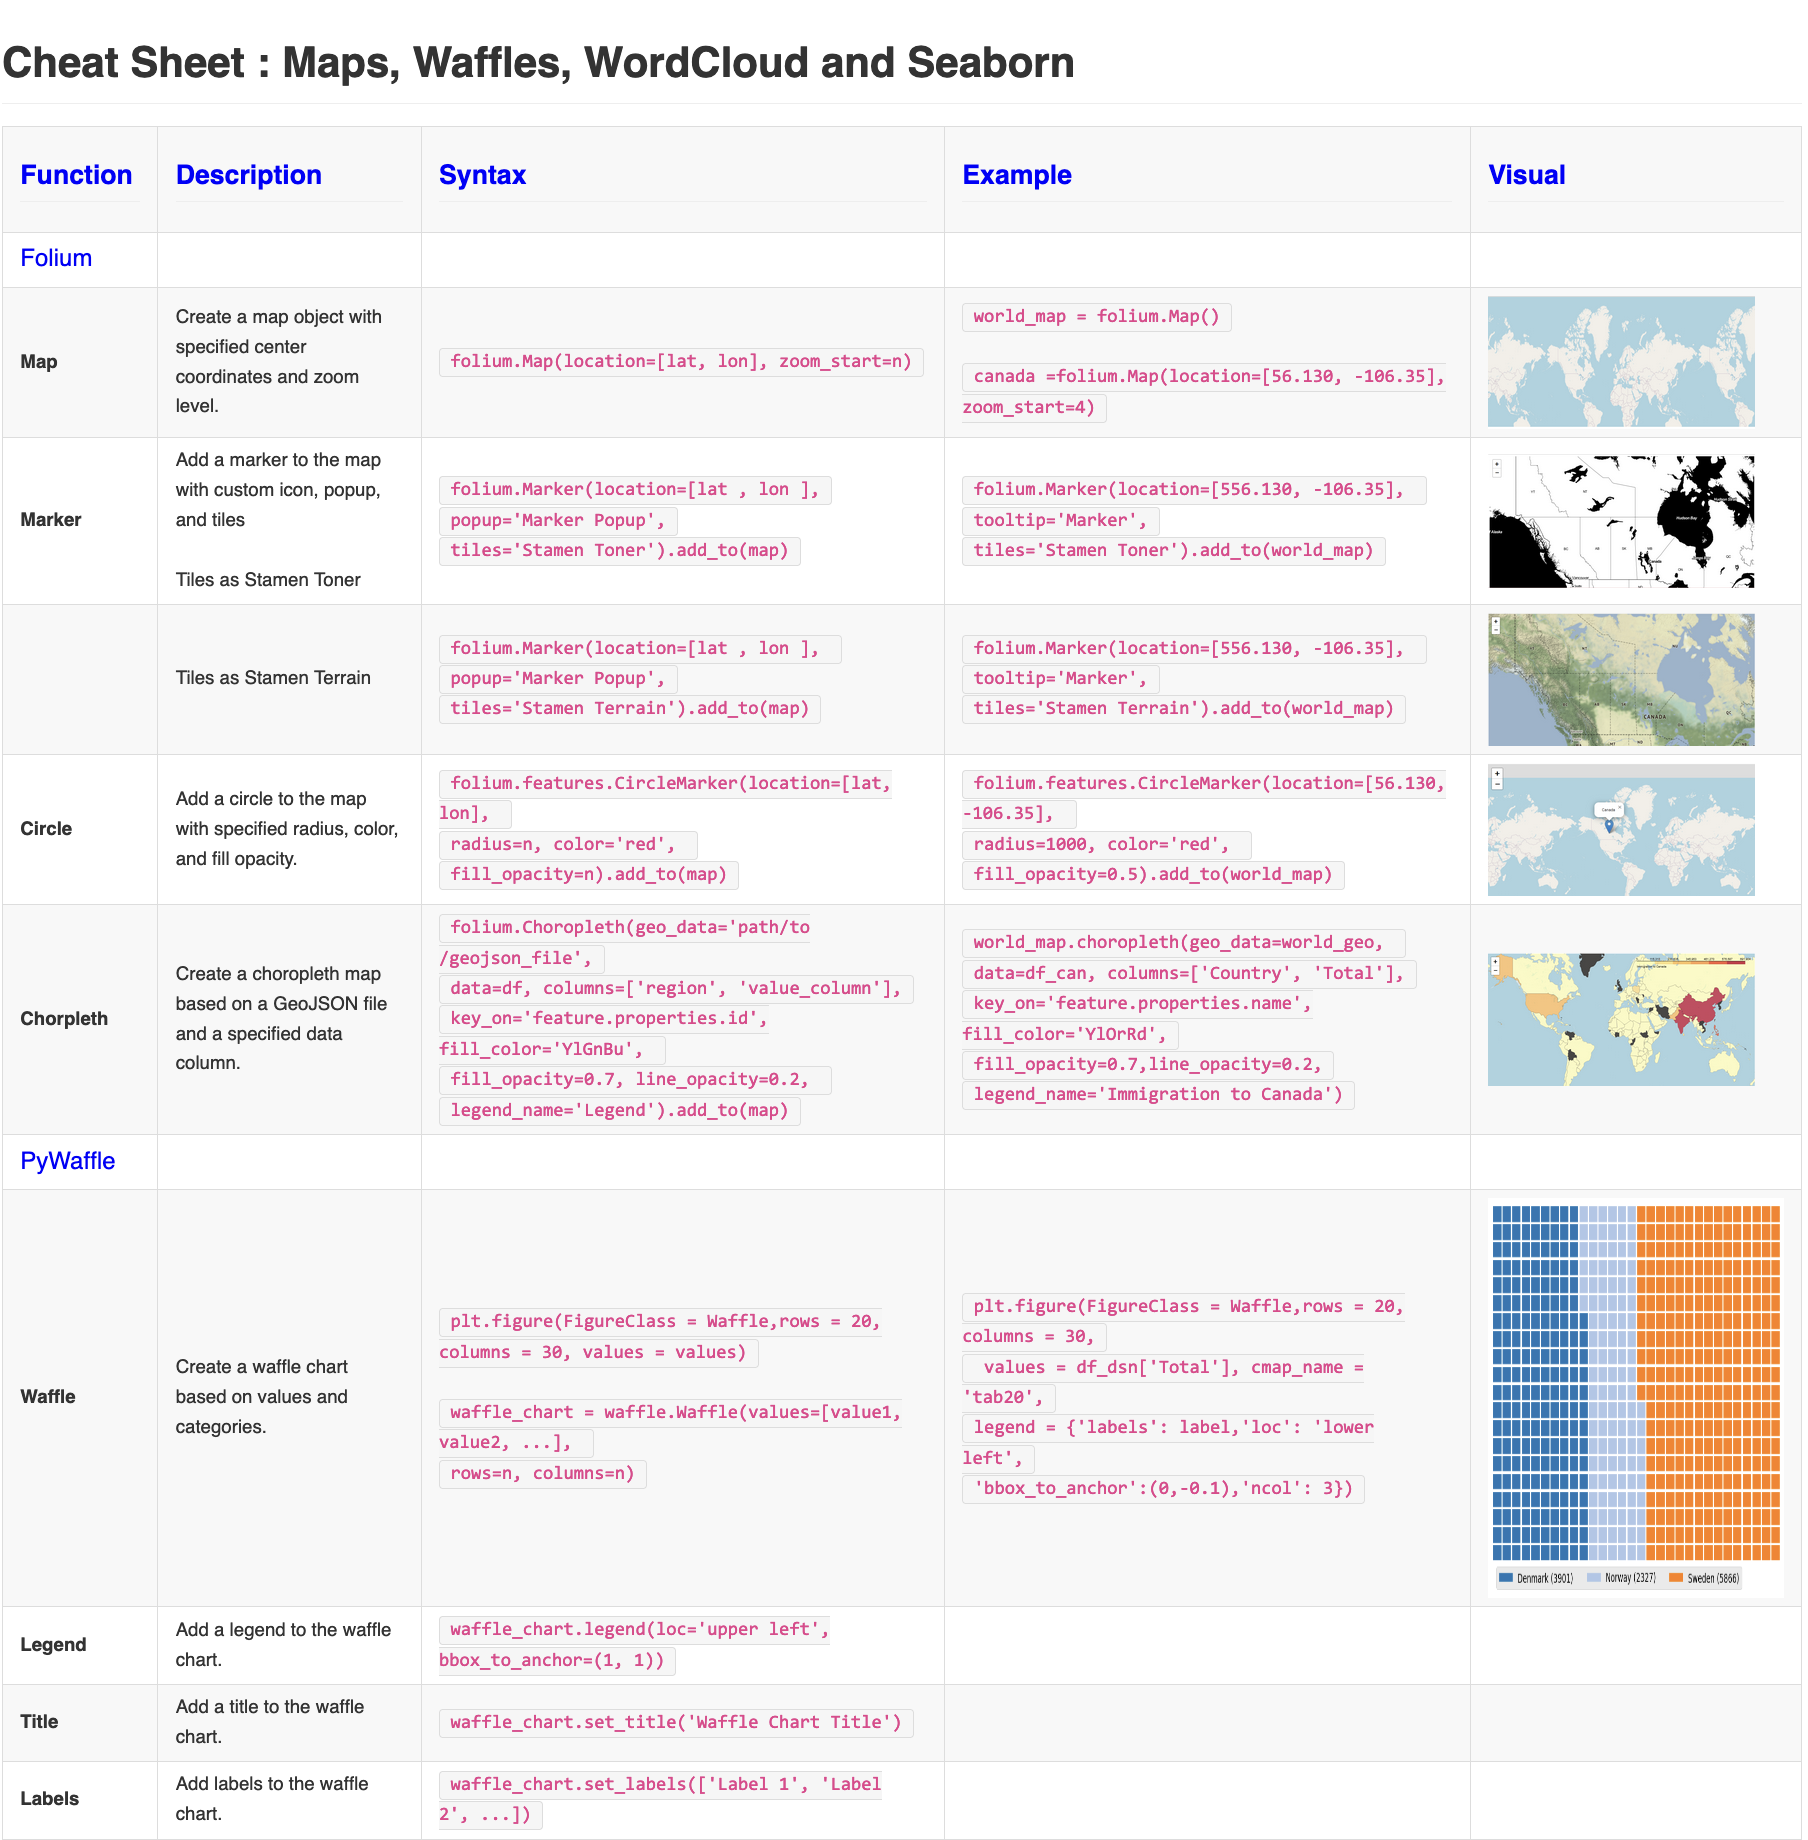 Cheat Sheet : Maps, Waffles, WordCloud and Seaborn
Function
Description
Syntax
Example
Visual
Folium
Map
Create a map object with
specified center
coordinates and zoom
level.
folium.Map(location=[lat, lon], zoom_start=n)
world_map = folium.Map()
canada =folium.Map(location=[56.130, -106.35],
zoom_start=4)
Marker
Add a marker to the map
with custom icon, popup,
and tiles
Tiles as Stamen Toner
folium.Marker(location=[lat , lon ],
popup='Marker Popup',
tiles='Stamen Toner').add_to(map)
folium.Marker(location=[556.130, -106.35],
tooltip='Marker',
tiles='Stamen Toner').add_to(world_map)
Hudson Bay
Canada
Vancouver
Tiles as Stamen Terrain
folium.Marker(location=[lat , lon ],
popup='Marker Popup',
tiles='Stamen Terrain').add_to(map)
folium.Marker(location=[556.130, -106.35],
tooltip='Marker',
tiles='Stamen Terrain').add_to(world_map)
CANADA
Circle
Add a circle to the map
with specified radius, color,
and fill opacity.
folium.features.CircleMarker(location=[lat,
lon],
radius=n, color='red',
fill_opacity=n).add_to(map)
folium.features.CircleMarker(location=[56.130,
-106.35],
radius=1000, color='red',
fill_opacity=0.5).add_to(world_map)
Canada
Chorpleth
Create a choropleth map
based on a GeoJSON file
and a specified data
column.
folium.Choropleth(geo_data='path/to
/geojson_file',
data=df, columns=['region', 'value_column'],
key_on='feature.properties.id',
fill_color='YlGnBu',
fill_opacity=0.7, line_opacity=0.2,
legend_name='Legend').add_to(map)
world_map.choropleth(geo_data=world_geo,
data=df_can, columns=['Country', 'Total'],
key_on='feature.properties.name',
fill_color='YlOrRd',
fill_opacity=0.7,line_opacity=0.2,
legend_name='Immigration to Canada')
PyWaffle
Waffle
Create a waffle chart
based on values and
categories.
plt.figure(FigureClass = Waffle,rows = 20,
columns = 30, values = values)
waffle_chart = waffle.Waffle(values=[value1,
value2, ...],
rows=n, columns=n)
plt.figure(FigureClass = Waffle,rows = 20,
columns = 30,
values = df_dsn['Total'], cmap_name =
'tab20',
legend = {'labels': label,'loc': 'lower
left',
'bbox_to_anchor':(0,-0.1),'ncol': 3})
Denmark (3901) Norway (2327) Sweden (5866)
Legend
Add a legend to the waffle
chart.
waffle_chart.legend(loc='upper left',
bbox_to_anchor=(1, 1))
Title
Add a title to the waffle
chart.
waffle_chart.set_title('Waffle Chart Title')
Labels
Add labels to the waffle
chart.
waffle_chart.set_labels(['Label 1', 'Label
2', ...])